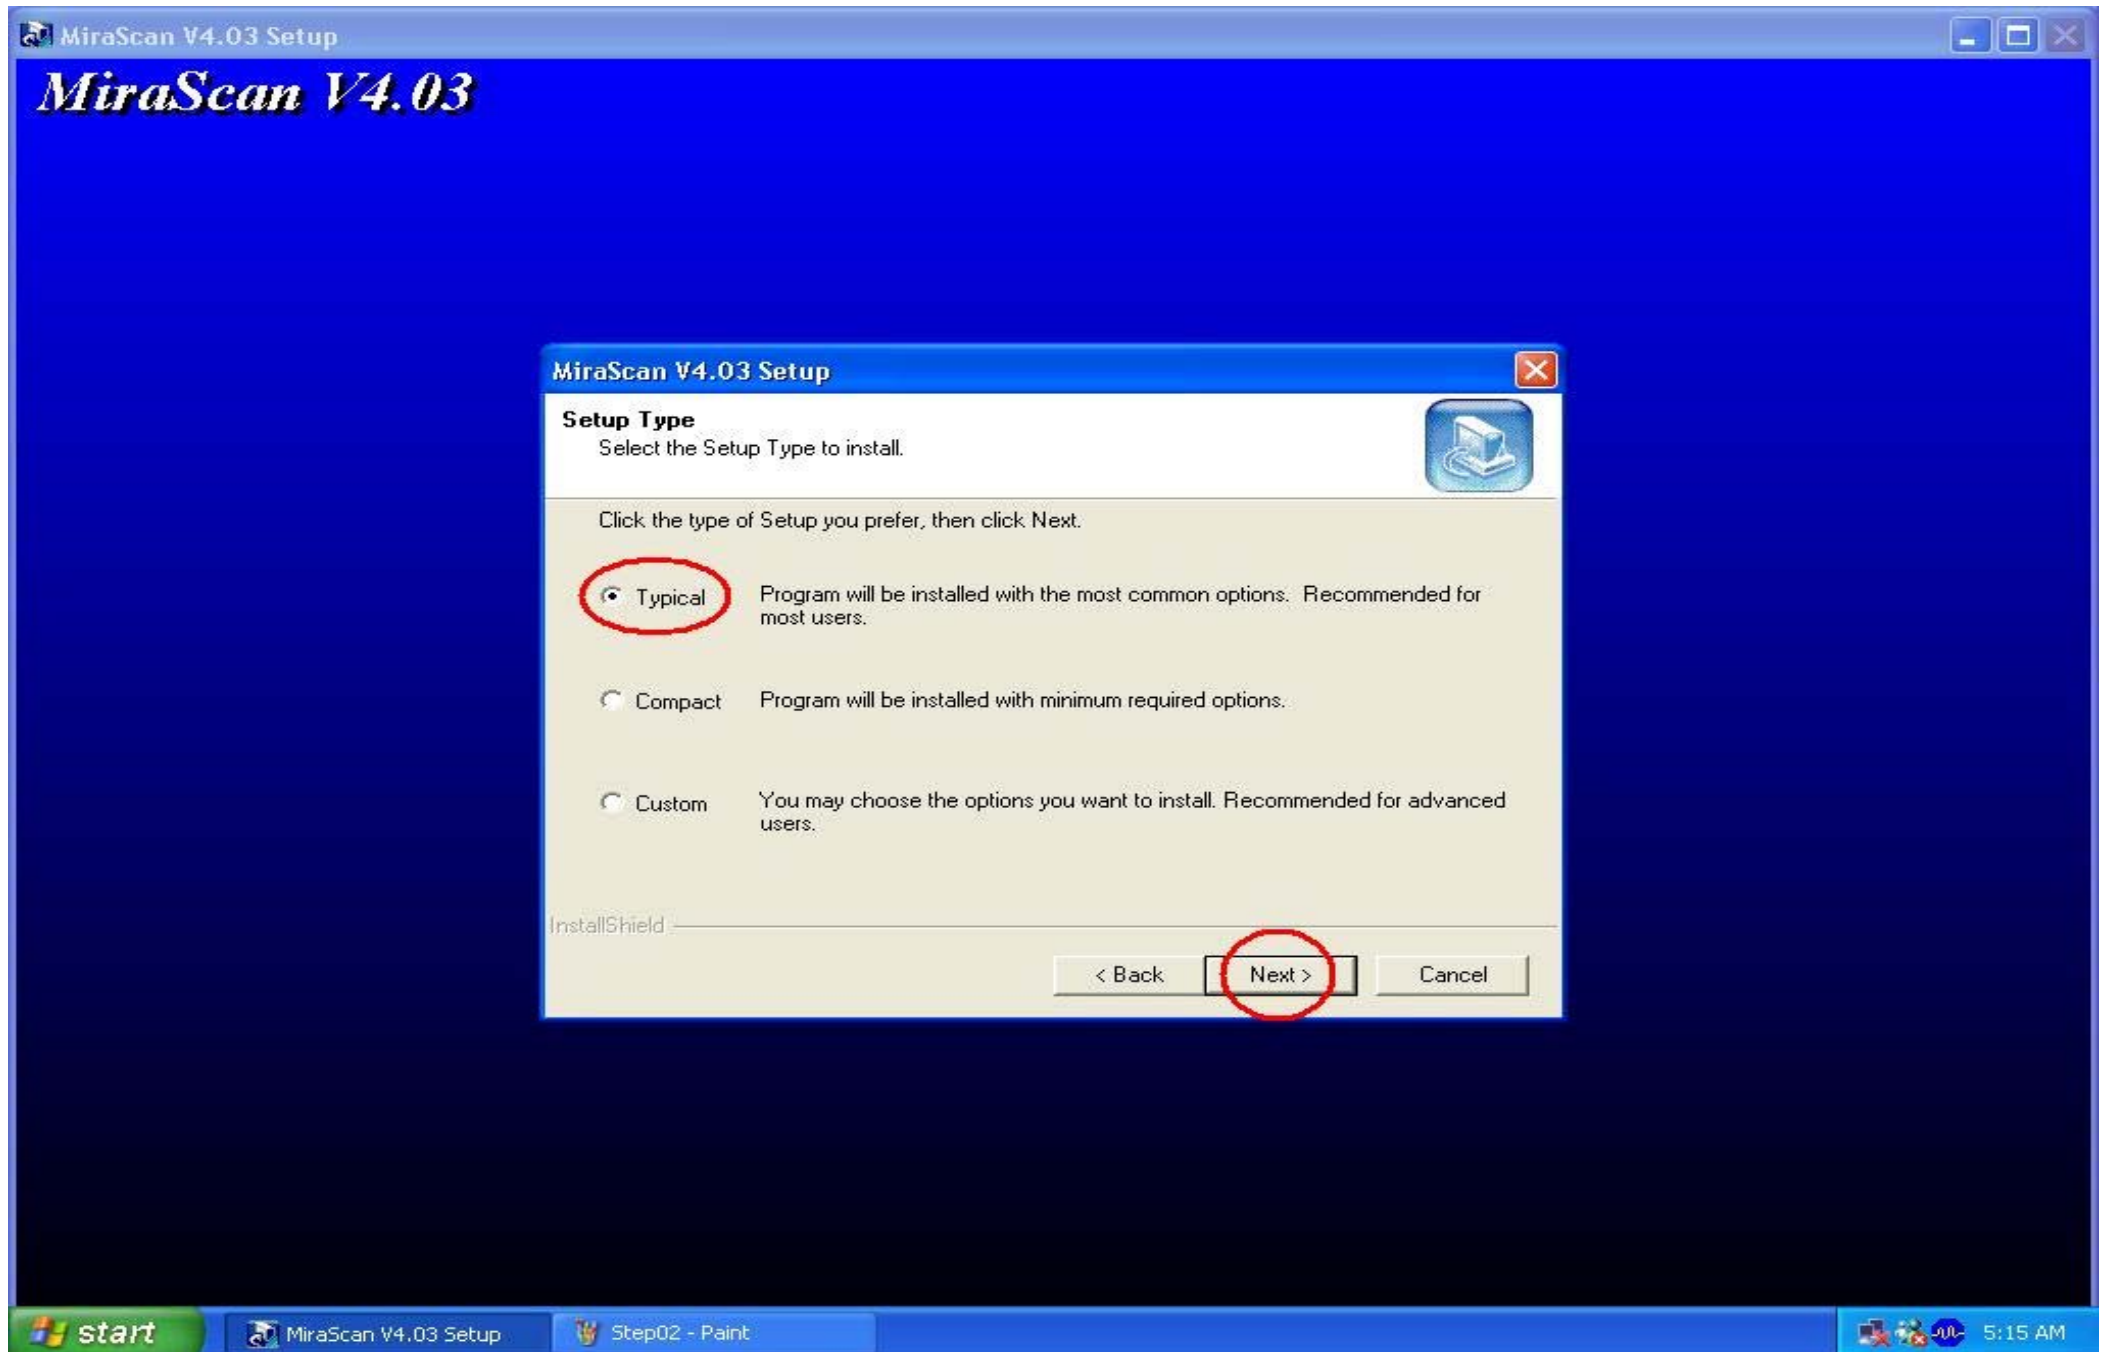 MiraScan V4.03 Setup
MiraScan V4.03
MiraScan V4.03 Setup
Setup Type
Select the Setup Type to install.
Click the type of Setup you prefer, then click Next.
Typical
Program will be installed with the most common options. Recommended for
most users.
Compact
Program will be installed with minimum required options.
Custom
You may choose the options you want to install. Recommended for advanced
users.
InstallShield
< Back
Next >
Cancel
start
MiraScan V4.03 Setup
Step02 - Paint
5:15 AM